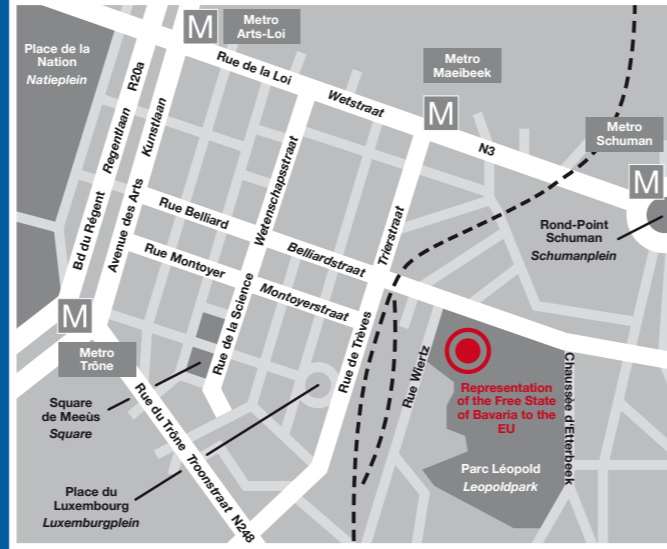 M
Metro
Arts-Loi
Place de la
Nation
Natieplein
Bd du Régent Regentlaan R20a
Avenue des Arts Kunstlaan
Rue de la Loi Wetstraat N3
Metro
Maeibeek
M
Metro
Schuman
M
Rond-Point
Schuman
Schumanplein
Rue Belliard Belliardstraat
Rue Montoyer Montoyerstraat
Rue de la Science Wetenschapsstraat
Rue de Trèves Trierstraat
M
Metro
Trône
Rue Wiertz
Representation
of the Free State
of Bavaria to the
EU
Chaussée d'Etterbeek
Square
de Meeùs
Square
Rue du Trône Troonstraat N248
Parc Léopold
Leopoldpark
Place du
Luxembourg
Luxemburgplein